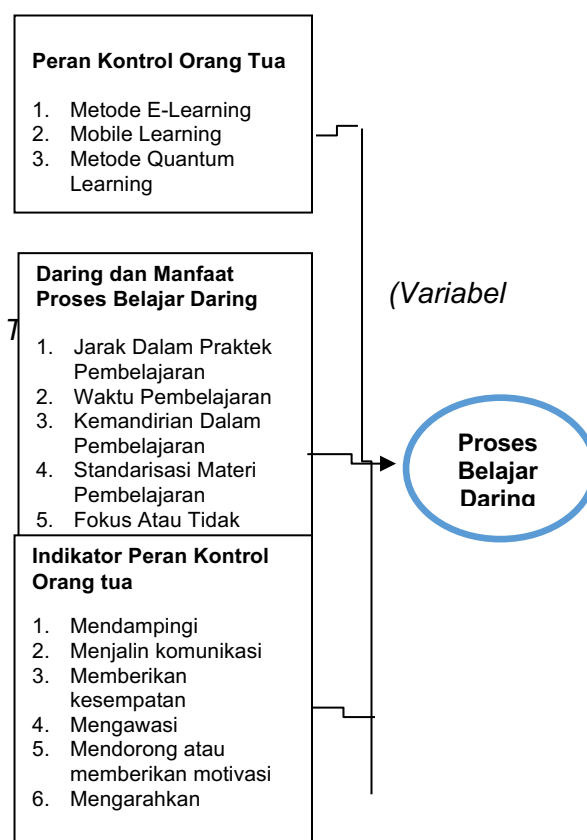 Peran Kontrol Orang Tua
1. Metode E-Learning
2. Mobile Learning
3. Metode Quantum
Learning
Daring dan Manfaat
Proses Belajar Daring
1. Jarak Dalam Praktek
Pembelajaran
2. Waktu Pembelajaran
3. Kemandirian Dalam
Pembelajaran
4. Standarisasi Materi
Pembelajaran
5. Fokus Atau Tidak
Indikator Peran Kontrol
Orang tua
1. Mendampingi
2. Menjalin komunikasi
3. Memberikan
kesempatan
4. Mengawasi
5. Mendorong atau
memberikan motivasi
6. Mengarahkan
(Variabel
Proses
Belajar
Daring